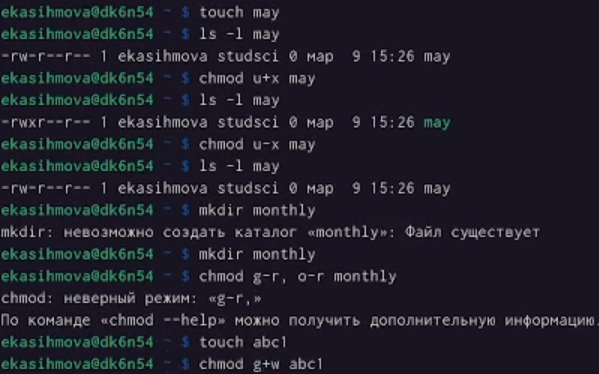 ekasihmova@dk6n54 ~ $ touch may
ekasihmova@dk6n54 ~ $ ls -l may
-rw-r--r-- 1 ekasihmova studsci 0 мар  9 15:26 may
ekasihmova@dk6n54 ~ $ chmod u+x may
ekasihmova@dk6n54 ~ $ ls -l may
-rwxr--r-- 1 ekasihmova studsci 0 мар  9 15:26 may
ekasihmova@dk6n54 ~ $ chmod u-x may
ekasihmova@dk6n54 ~ $ ls -l may
-rw-r--r-- 1 ekasihmova studsci 0 мар  9 15:26 may
ekasihmova@dk6n54 ~ $ mkdir monthly
mkdir: невозможно создать каталог «monthly»: Файл существует
ekasihmova@dk6n54 ~ $ mkdir monthly
ekasihmova@dk6n54 ~ $ chmod g-r, o-r monthly
chmod: неверный режим: «g-r,»
По команде «chmod --help» можно получить дополнительную информацию.
ekasihmova@dk6n54 ~ $ touch abc1
ekasihmova@dk6n54 ~ $ chmod g+w abc1